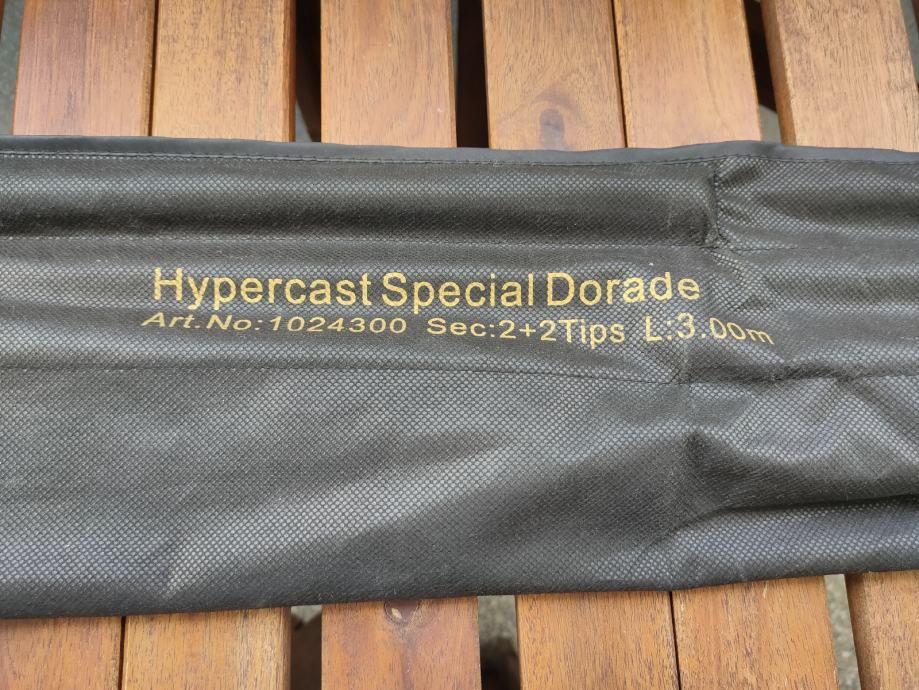 Hypercast Special Dorade
Art. No: 1024300 Sec:2+2Tips L:3.00m